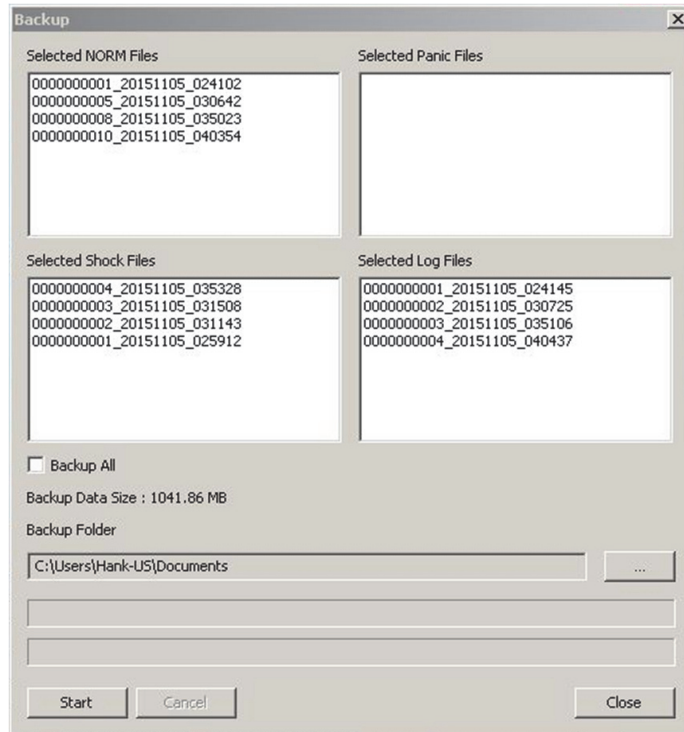 Backup
Selected NORM Files
0000000001_20151105_024102
0000000005_20151105_030642
0000000008_20151105_035023
0000000010_20151105_040354
Selected Panic Files
Selected Shock Files
0000000004_20151105_035328
0000000003_20151105_031508
0000000002_20151105_031143
0000000001_20151105_025912
Selected Log Files
0000000001_20151105_024145
0000000002_20151105_030725
0000000003_20151105_035106
0000000004_20151105_040437
Backup All
Backup Data Size : 1041.86 MB
Backup Folder
C:\Users\Hank-US\Documents
...
Start
Cancel
Close